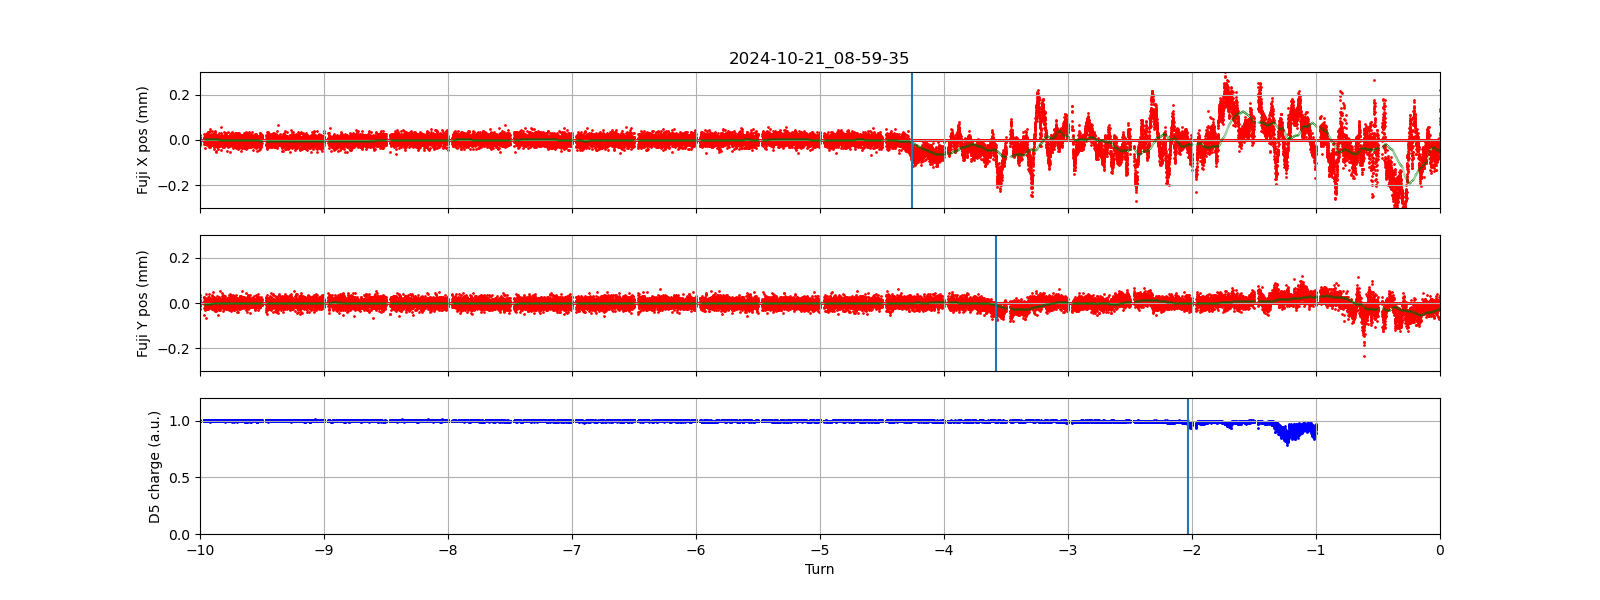 2024-10-21_08-59-35
Fuji X pos (mm)
0.2
0.0
−0.2
Fuji Y pos (mm)
0.2
0.0
−0.2
D5 charge (a.u.)
1.0
0.5
0.0
−10 −9 −8 −7 −6 −5 −4 −3 −2 −1 0
Turn